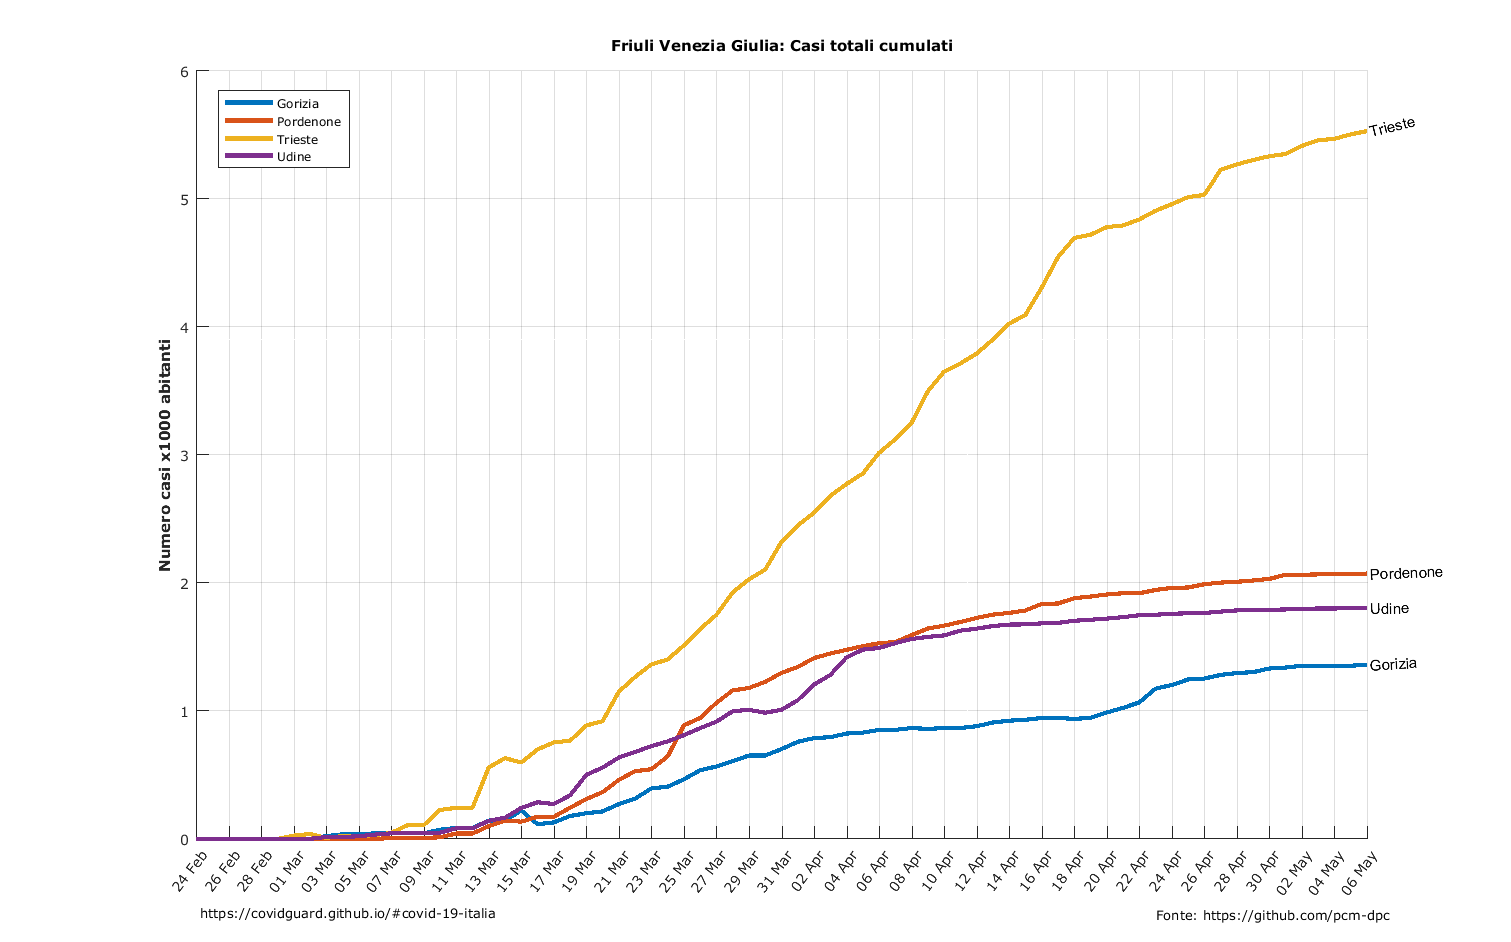 Friuli Venezia Giulia: Casi totali cumulati
6
5
4
3
2
1
0
Numero casi x1000 abitanti
Gorizia
Pordenone
Trieste
Udine
Trieste
Pordenone
Udine
Gorizia
24 Feb
26 Feb
28 Feb
01 Mar
03 Mar
05 Mar
07 Mar
09 Mar
11 Mar
13 Mar
15 Mar
17 Mar
19 Mar
21 Mar
23 Mar
25 Mar
27 Mar
29 Mar
31 Mar
02 Apr
04 Apr
06 Apr
08 Apr
10 Apr
12 Apr
14 Apr
16 Apr
18 Apr
20 Apr
22 Apr
24 Apr
26 Apr
28 Apr
30 Apr
02 May
04 May
06 May
https://covidguard.github.io/#covid-19-italia
Fonte: https://github.com/pcm-dpc